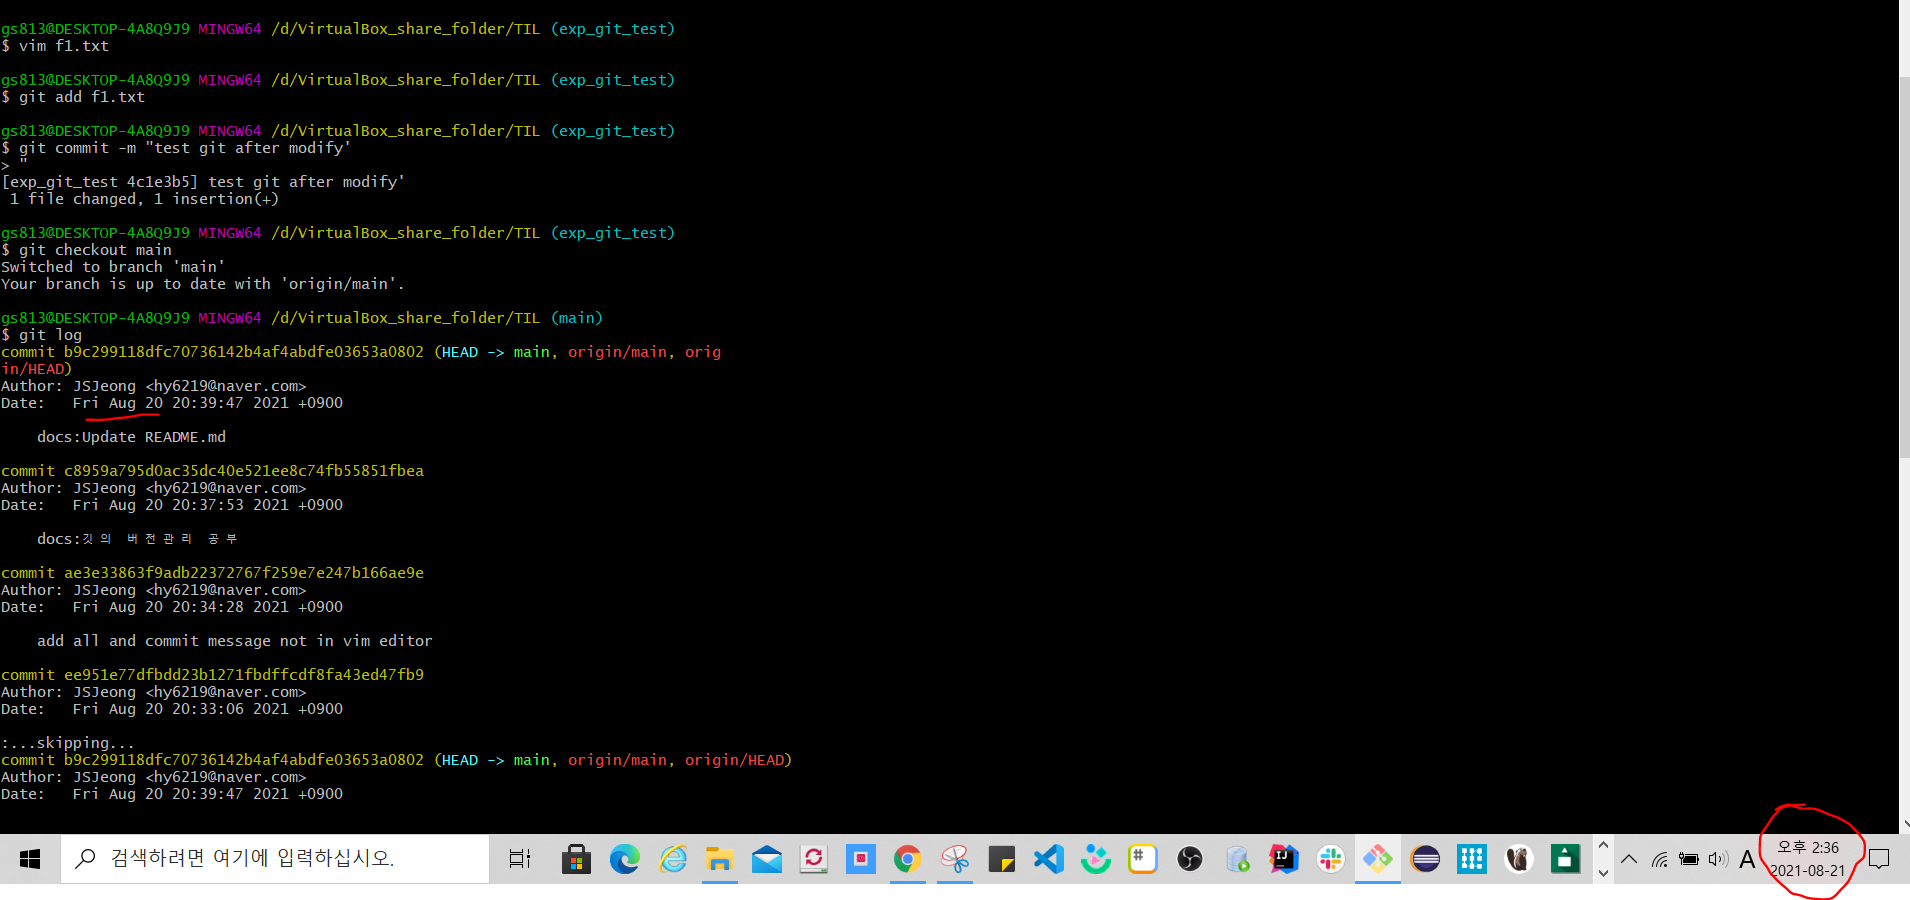 gs813@DESKTOP-4A8Q9J9 MINGW64 /d/VirtualBox_share_folder/TIL (exp_git_test)
$ vim f1.txt
gs813@DESKTOP-4A8Q9J9 MINGW64 /d/VirtualBox_share_folder/TIL (exp_git_test)
$ git add f1.txt
gs813@DESKTOP-4A8Q9J9 MINGW64 /d/VirtualBox_share_folder/TIL (exp_git_test)
$ git commit -m "test git after modify'
> "
[exp_git_test 4c1e3b5] test git after modify'
 1 file changed, 1 insertion(+)
gs813@DESKTOP-4A8Q9J9 MINGW64 /d/VirtualBox_share_folder/TIL (exp_git_test)
$ git checkout main
Switched to branch 'main'
Your branch is up to date with 'origin/main'.
gs813@DESKTOP-4A8Q9J9 MINGW64 /d/VirtualBox_share_folder/TIL (main)
$ git log
commit b9c299118dfc70736142b4af4abdfe03653a0802 (HEAD -> main, origin/main, orig
in/HEAD)
Author: JSJeong <hy6219@naver.com>
Date:   Fri Aug 20 20:39:47 2021 +0900
    docs:Update README.md
commit c8959a795d0ac35dc40e521ee8c74fb55851fbea
Author: JSJeong <hy6219@naver.com>
Date:   Fri Aug 20 20:37:53 2021 +0900
    docs:깃의 버전관리 공부
commit ae3e33863f9adb22372767f259e7e247b166ae9e
Author: JSJeong <hy6219@naver.com>
Date:   Fri Aug 20 20:34:28 2021 +0900
    add all and commit message not in vim editor
commit ee951e77dfbdd23b1271fbdffcdf8fa43ed47fb9
Author: JSJeong <hy6219@naver.com>
Date:   Fri Aug 20 20:33:06 2021 +0900
:...skipping...
commit b9c299118dfc70736142b4af4abdfe03653a0802 (HEAD -> main, origin/main, origin/HEAD)
Author: JSJeong <hy6219@naver.com>
Date:   Fri Aug 20 20:39:47 2021 +0900
검색하려면 여기에 입력하십시오.
A
오후 2:36
2021-08-21